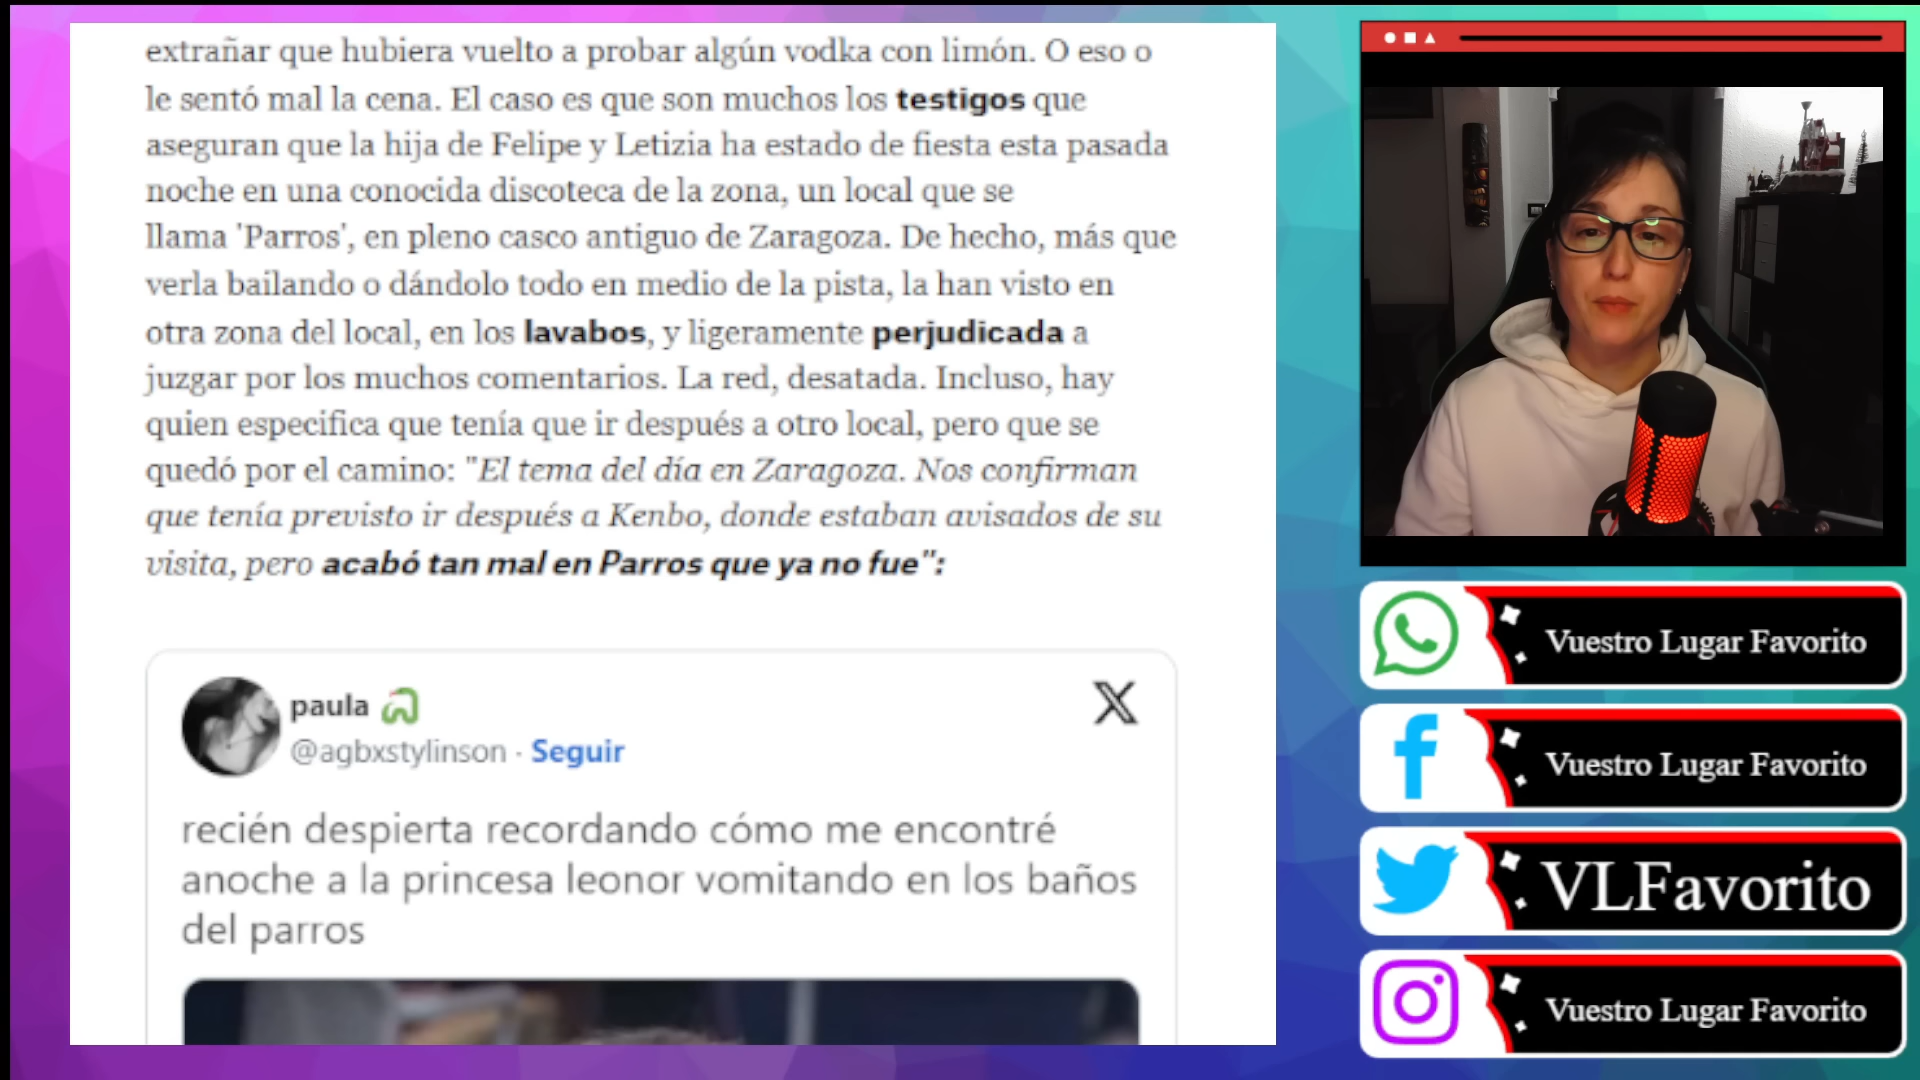 extrañar que hubiera vuelto a probar algún vodka con limón. O eso o
le sentó mal la cena. El caso es que son muchos los testigos que
aseguran que la hija de Felipe y Letizia ha estado de fiesta esta pasada
noche en una conocida discoteca de la zona, un local que se
llama 'Parros', en pleno casco antiguo de Zaragoza. De hecho, más que
verla bailando o dándolo todo en medio de la pista, la han visto en
otra zona del local, en los lavabos, y ligeramente perjudicada a
juzgar por los muchos comentarios. La red, desatada. Incluso, hay
quien especifica que tenía que ir después a otro local, pero que se
quedó por el camino: "El tema del día en Zaragoza. Nos confirman
que tenía previsto ir después a Kenbo, donde estaban avisados de su
visita, pero acabó tan mal en Parros que ya no fue":
paula
@agbxstylinson · Seguir
recién despierta recordando cómo me encontré
anoche a la princesa leonor vomitando en los baños
del parros
Vuestro Lugar Favorito
Vuestro Lugar Favorito
VLFavorito
Vuestro Lugar Favorito